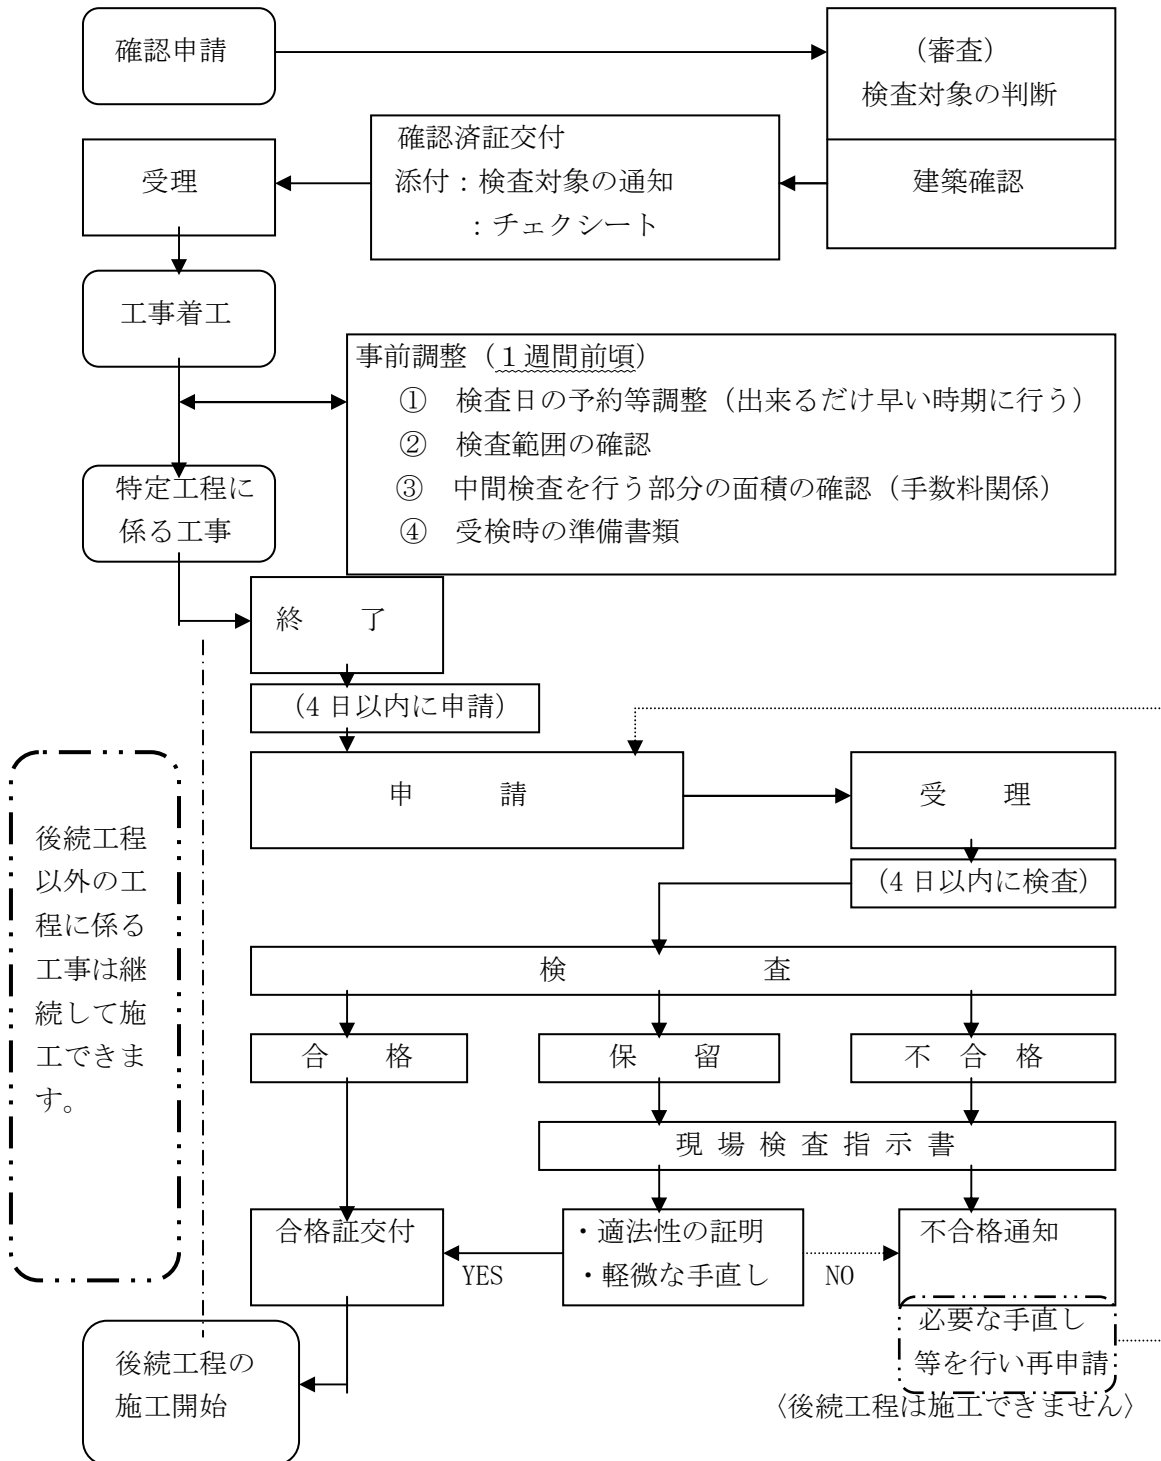 確認申請
（審査）
検査対象の判断
確認済証交付
添付：検査対象の通知
：チェクシート
受理
建築確認
工事着工
事前調整（１週間前頃）
① 検査日の予約等調整（出来るだけ早い時期に行う）
② 検査範囲の確認
③ 中間検査を行う部分の面積の確認（手数料関係）
④ 受検時の準備書類
特定工程に
係る工事
終 了
（4 日以内に申請）
申 請
受 理
（4 日以内に検査）
後続工程
以外の工
程に係る
工事は継
続して施
工できま
す。
検 査
合 格
保 留
不 合 格
現 場 検 査 指 示 書
合格証交付
・適法性の証明
・軽微な手直し
YES
NO
不合格通知
必要な手直し
等を行い再申請
〈後続工程は施工できません〉
後続工程の
施工開始